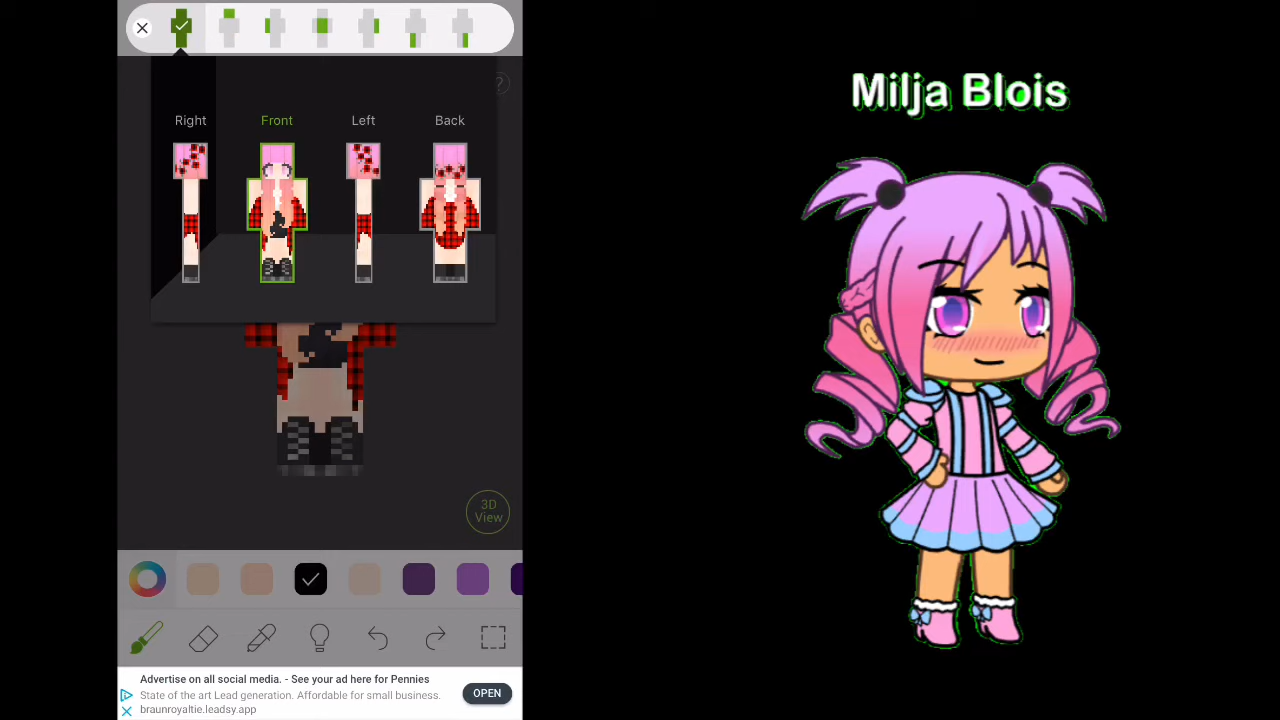 Right Front Left Back
3D
View
Advertise on all social media. - See your ad here for Pennies
State of the art Lead generation. Affordable for small business.
braunroyaltie.leadsy.app
OPEN
Milja Blois
?